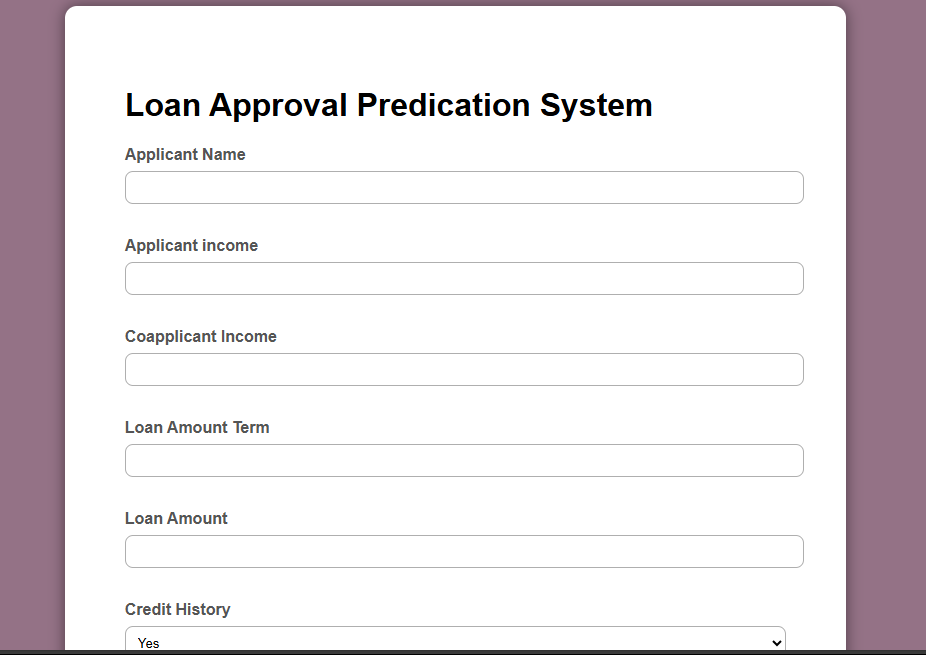 Loan Approval Predication System
Applicant Name
Applicant income
Coapplicant Income
Loan Amount Term
Loan Amount
Credit History
Yes